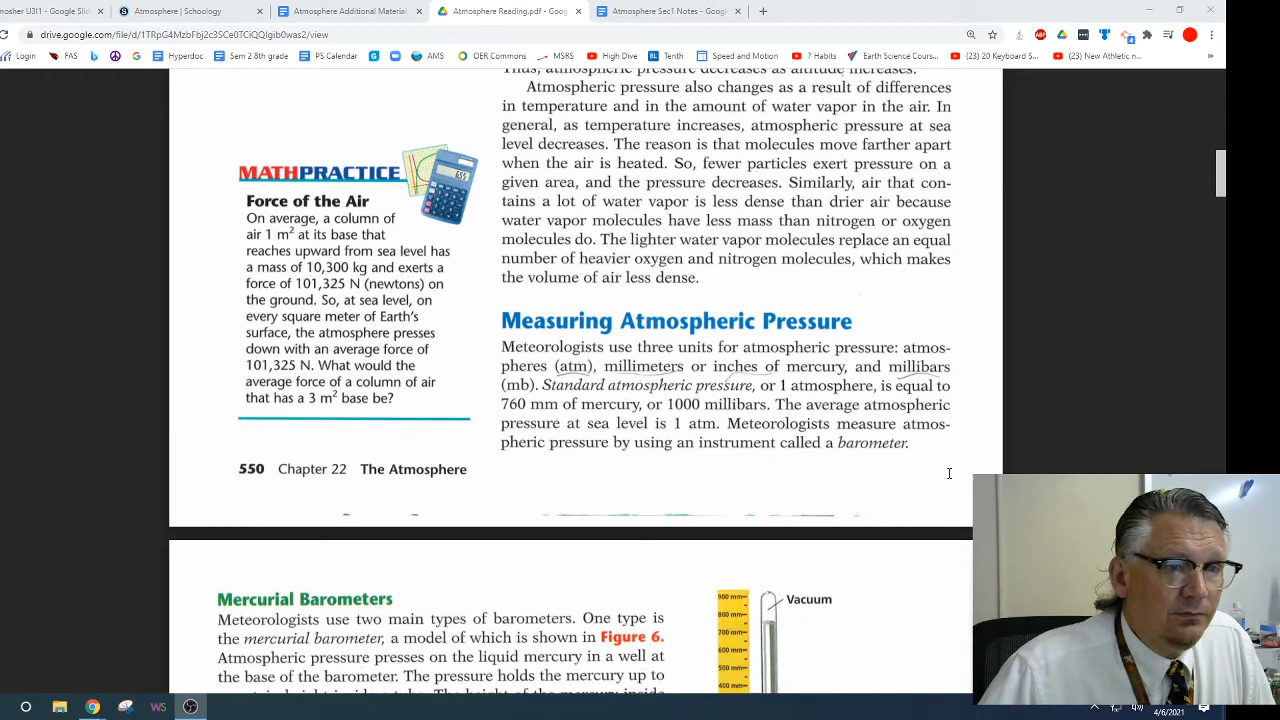 nosher U3I1 - Google Slid
Atmosphere | Schoology
Atmosphere Additional Material
Atmosphere Reading.pdf - Google
Atmosphere Sec1 Notes - Google
drive.google.com/file/d/1TRpG4MzbFbj2c3SCe0TCiQQIgib0was2/view
Login FAS Hyperdoc Sem 2 8th grade PS Calendar AMS OER Commons MSRS High Dive Tenth Speed and Motion 7 Habits Earth Science Cours... (23) 20 Keyboard S... (23) New Athletic n... »
Thus, atmospheric pressure decreases as altitude increases.
Atmospheric pressure also changes as a result of differences
in temperature and in the amount of water vapor in the air. In
general, as temperature increases, atmospheric pressure at sea
level decreases. The reason is that molecules move farther apart
when the air is heated. So, fewer particles exert pressure on a
given area, and the pressure decreases. Similarly, air that con-
tains a lot of water vapor is less dense than drier air because
water vapor molecules have less mass than nitrogen or oxygen
molecules do. The lighter water vapor molecules replace an equal
number of heavier oxygen and nitrogen molecules, which makes
the volume of air less dense.
MATHPRACTICE
Force of the Air
On average, a column of
air 1 m² at its base that
reaches upward from sea level has
a mass of 10,300 kg and exerts a
force of 101,325 N (newtons) on
the ground. So, at sea level, on
every square meter of Earth's
surface, the atmosphere presses
down with an average force of
101,325 N. What would the
average force of a column of air
that has a 3 m² base be?
Measuring Atmospheric Pressure
Meteorologists use three units for atmospheric pressure: atmos-
pheres (atm), millimeters or inches of mercury, and millibars
(mb). Standard atmospheric pressure, or 1 atmosphere, is equal to
760 mm of mercury, or 1000 millibars. The average atmospheric
pressure at sea level is 1 atm. Meteorologists measure atmos-
pheric pressure by using an instrument called a barometer.
550 Chapter 22 The Atmosphere
Mercurial Barometers
Meteorologists use two main types of barometers. One type is
the mercurial barometer, a model of which is shown in Figure 6.
Atmospheric pressure presses on the liquid mercury in a well at
the base of the barometer. The pressure holds the mercury up to
900 mm
800 mm
700 mm
600 mm
500 mm
400 mm
Vacuum
WS
4/6/2021